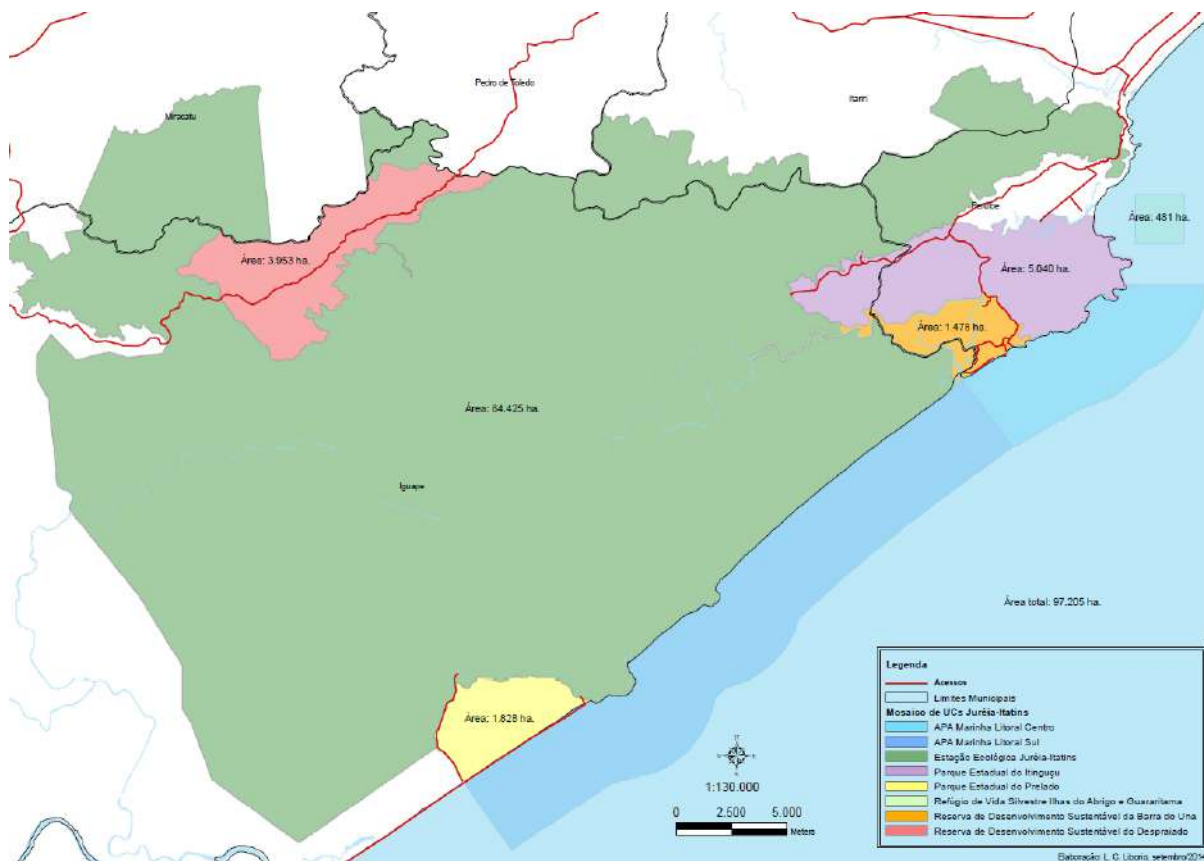 Pedro de Toledo
Itariri
Miracatu
Peruíbe
Área: 481 ha.
Área: 3.953 ha.
Área: 5.040 ha.
Área: 1.478 ha.
Área: 84.425 ha.
Iguape
Área total: 97.205 ha.
Área: 1.828 ha.
1:130.000
0 2.500 5.000
Meters
Legenda
Acessos
Limites Municipais
Mosaico de UCs Juréia-Itatins
APA Marinha Litoral Centro
APA Marinha Litoral Sul
Estação Ecológica Juréia-Itatins
Parque Estadual do Itinguçu
Parque Estadual do Prelado
Refúgio de Vida Silvestre Ilhas do Abrigo e Guararitama
Reserva de Desenvolvimento Sustentável da Barra do Una
Reserva de Desenvolvimento Sustentável do Despraiado
Elaboração: L. C. Liborio, setembro/20